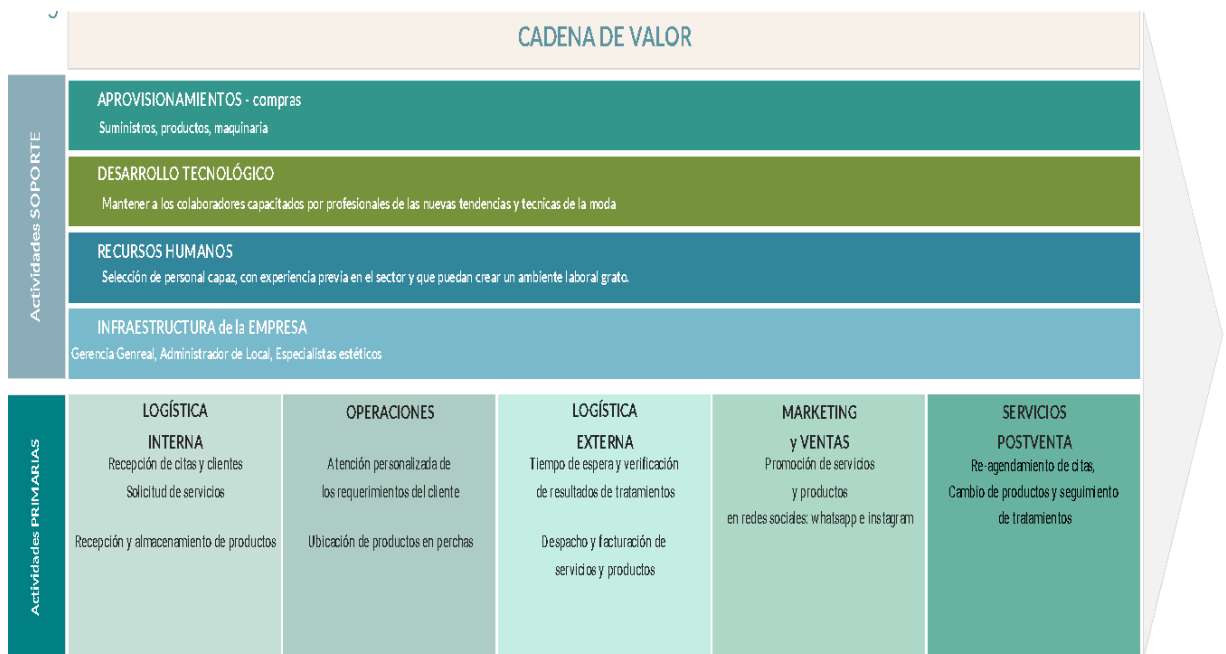 CADENA DE VALOR
Actividades SOPORTE
APROVISIONAMIENTOS - compras
Suministros, productos, maquinaria
DESARROLLO TECNOLÓGICO
Mantener a los colaboradores capacitados por profesionales de las nuevas tendencias y tecnicas de la moda
RECURSOS HUMANOS
Selección de personal capaz, con experiencia previa en el sector y que puedan crear un ambiente laboral grato.
INFRAESTRUCTURA de la EMPRESA
Gerencia Genreal, Administrador de Local, Especialistas estéticos
Actividades PRIMARIAS
LOGÍSTICA
INTERNA
Recepción de citas y clientes
Solicitud de servicios
Recepción y almacenamiento de productos
OPERACIONES
Atención personalizada de
los requerimientos del cliente
Ubicación de productos en perchas
LOGÍSTICA
EXTERNA
Tiempo de espera y verificación
de resultados de tratamientos
Despacho y facturación de
servicios y productos
MARKETING
y VENTAS
Promoción de servicios
y productos
en redes sociales: whatsapp e instagram
SERVICIOS
POSTVENTA
Re-agendamiento de citas,
Cambio de productos y seguimiento
de tratamientos